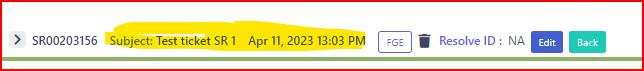 SR00203156 Subject: Test ticket SR 1 Apr 11, 2023 13:03 PM FGE Resolve ID : NA Edit Back